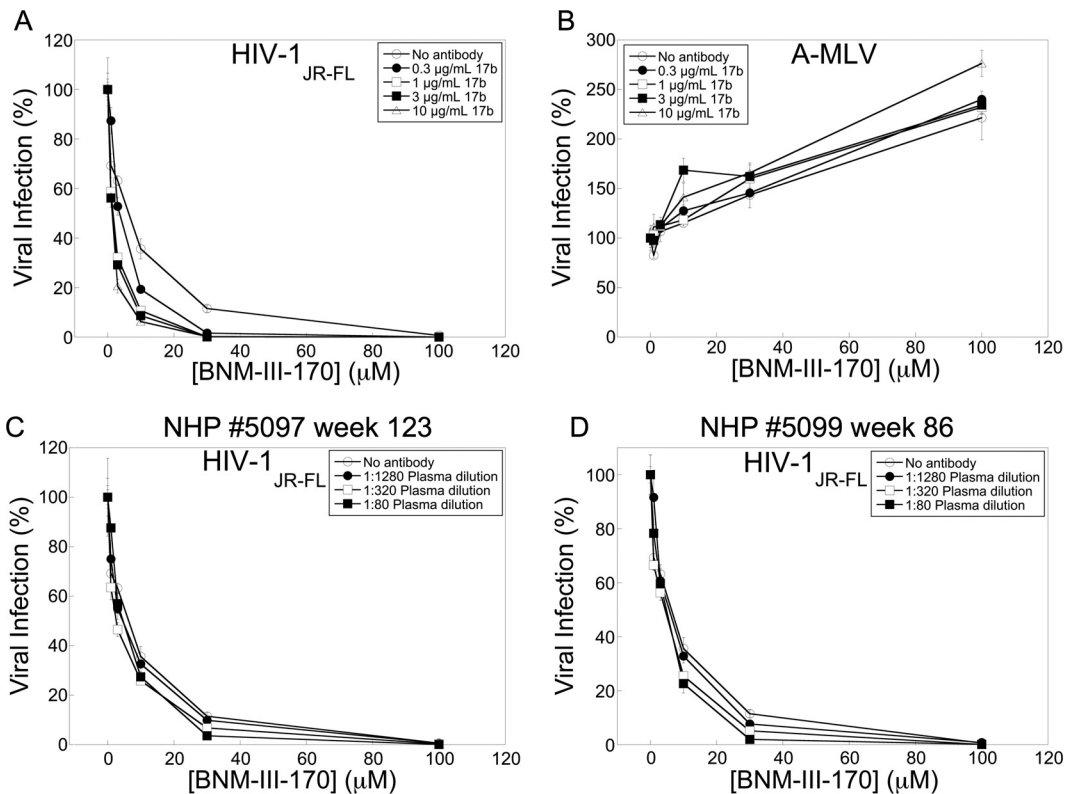 A
HIV-1 JR-FL
No antibody
0.3 µg/mL 17b
1 µg/mL 17b
3 µg/mL 17b
10 µg/mL 17b
Viral Infection (%)
120
100
80
60
40
20
0
0 20 40 60 80 100 120
[BNM-III-170] (µM)
B
A-MLV
No antibody
0.3 µg/mL 17b
1 µg/mL 17b
3 µg/mL 17b
10 µg/mL 17b
Viral Infection (%)
300
250
200
150
100
50
0
0 20 40 60 80 100 120
[BNM-III-170] (µM)
C
NHP #5097 week 123
HIV-1 JR-FL
No antibody
1:1280 Plasma dilution
1:320 Plasma dilution
1:80 Plasma dilution
Viral Infection (%)
120
100
80
60
40
20
0
0 20 40 60 80 100 120
[BNM-III-170] (µM)
D
NHP #5099 week 86
HIV-1 JR-FL
No antibody
1:1280 Plasma dilution
1:320 Plasma dilution
1:80 Plasma dilution
Viral Infection (%)
100
80
60
40
20
0
0 20 40 60 80 100 120
[BNM-III-170] (µM)